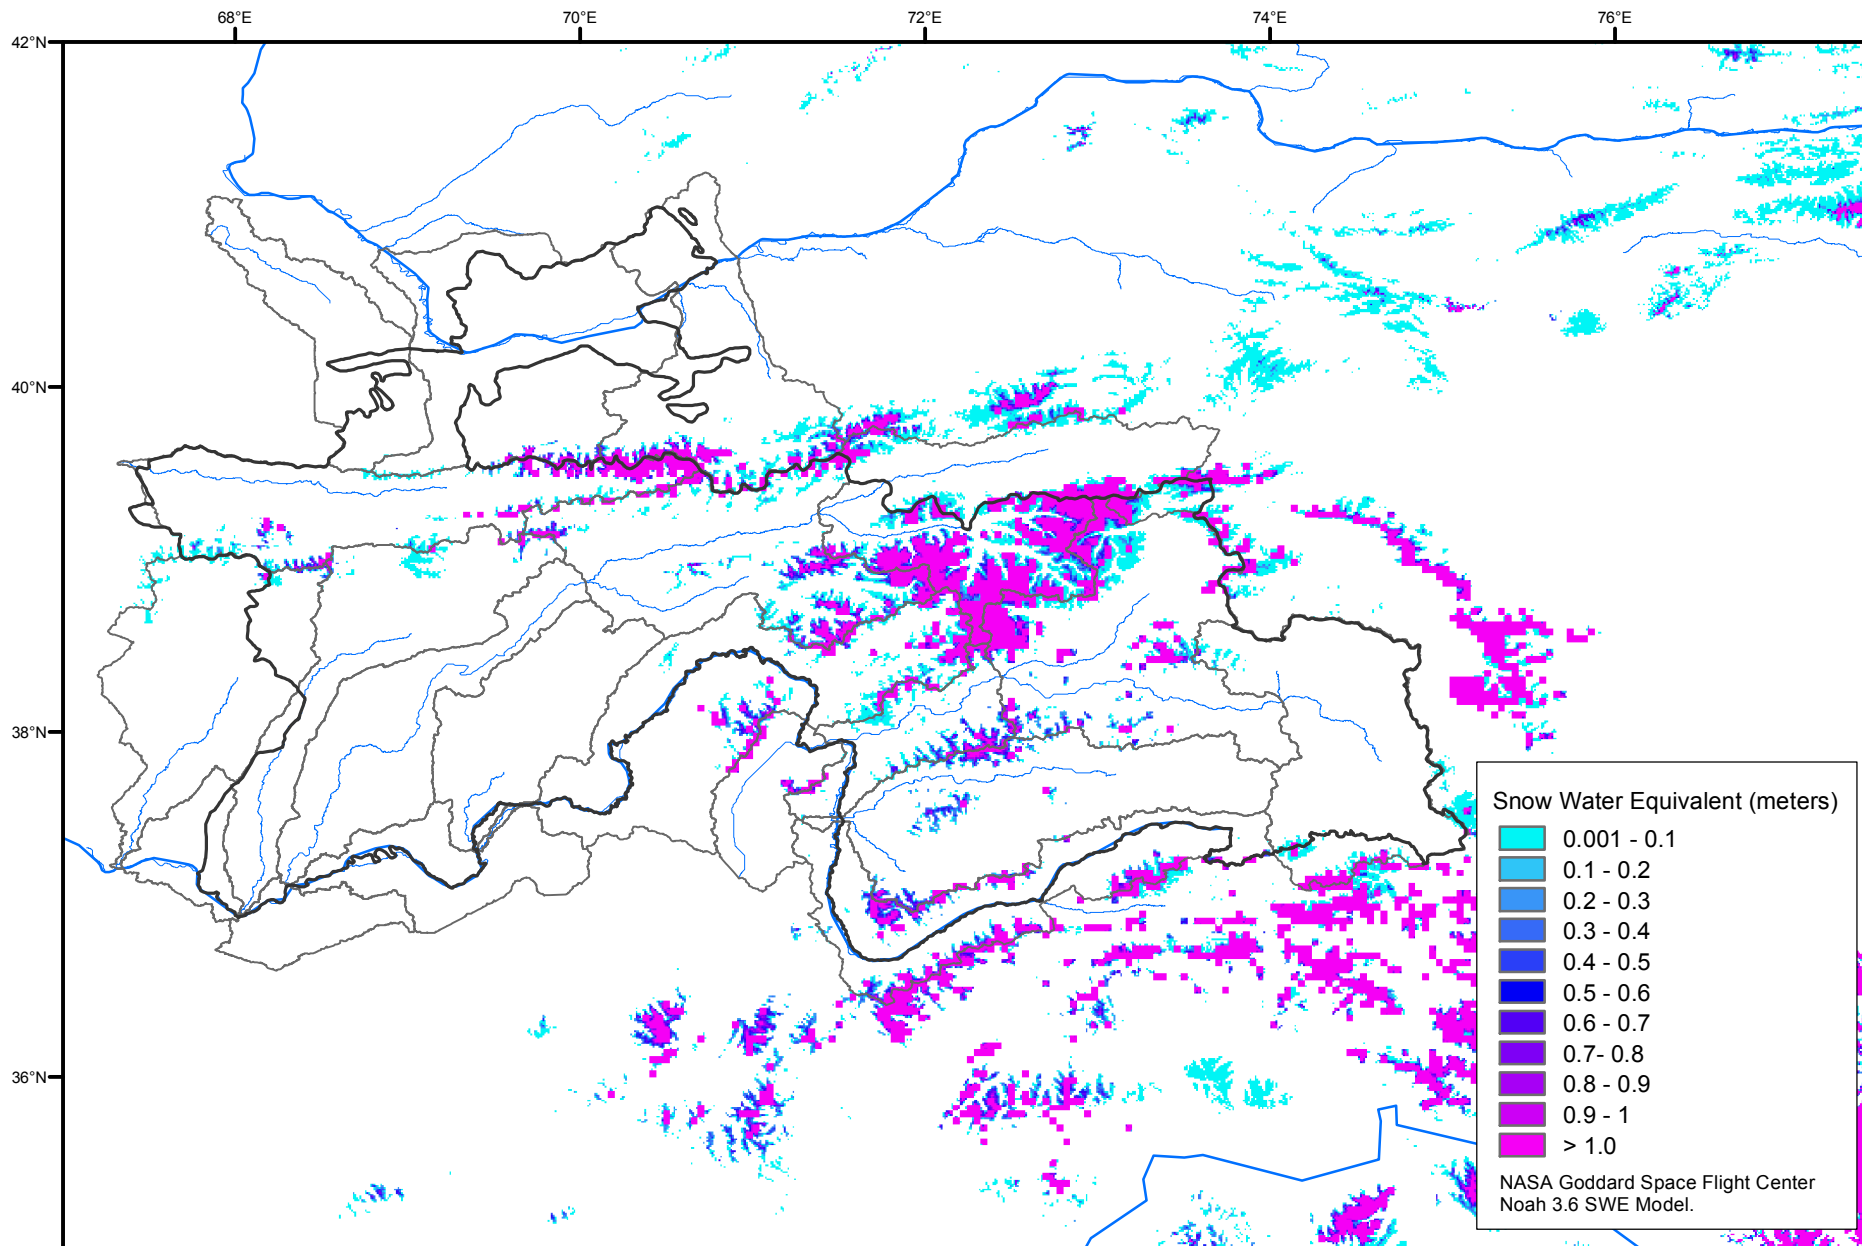 68°E 70°E 72°E 74°E 76°E
42°N
40°N
38°N
36°N
Snow Water Equivalent (meters)
0.001 - 0.1
0.1 - 0.2
0.2 - 0.3
0.3 - 0.4
0.4 - 0.5
0.5 - 0.6
0.6 - 0.7
0.7- 0.8
0.8 - 0.9
0.9 - 1
> 1.0
NASA Goddard Space Flight Center
Noah 3.6 SWE Model.